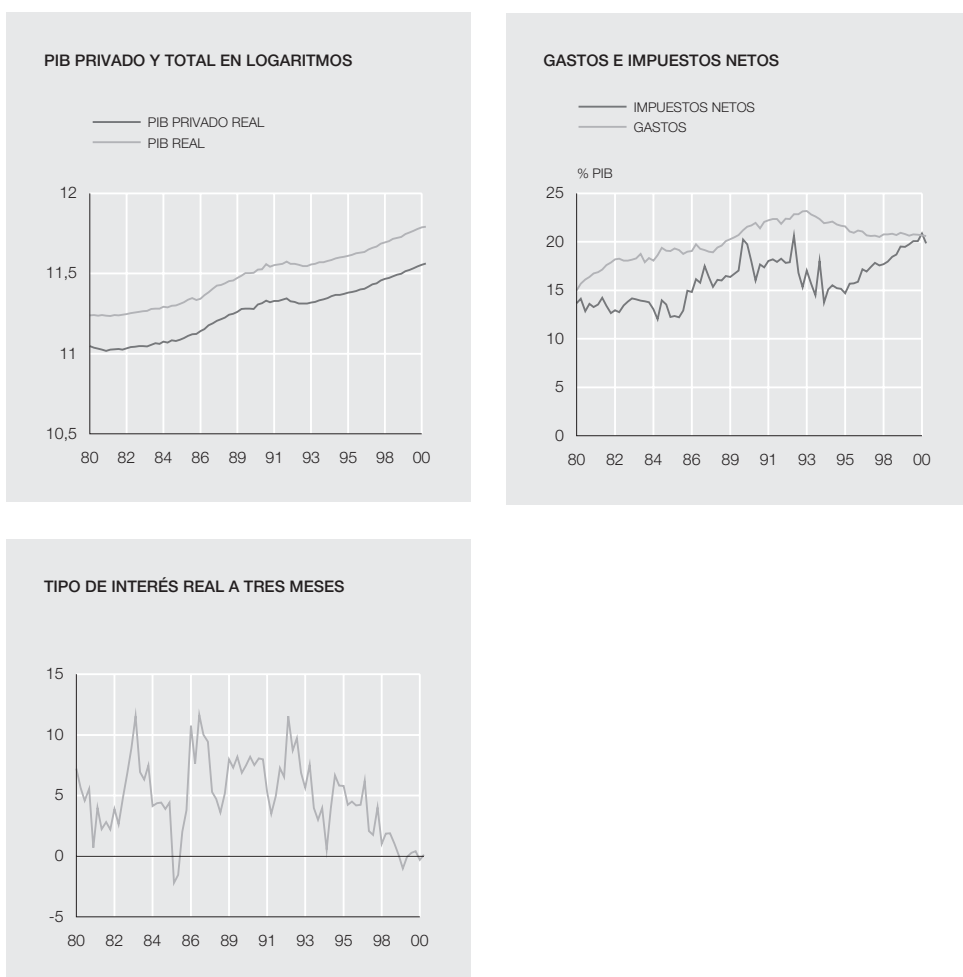 PIB PRIVADO Y TOTAL EN LOGARITMOS
PIB PRIVADO REAL
PIB REAL
12
11,5
11
10,5
80 82 84 86 89 91 93 95 98 00
GASTOS E IMPUESTOS NETOS
IMPUESTOS NETOS
GASTOS
% PIB
25
20
15
10
5
0
80 82 84 86 89 91 93 95 98 00
TIPO DE INTERÉS REAL A TRES MESES
15
10
5
0
-5
80 82 84 86 89 91 93 95 98 00